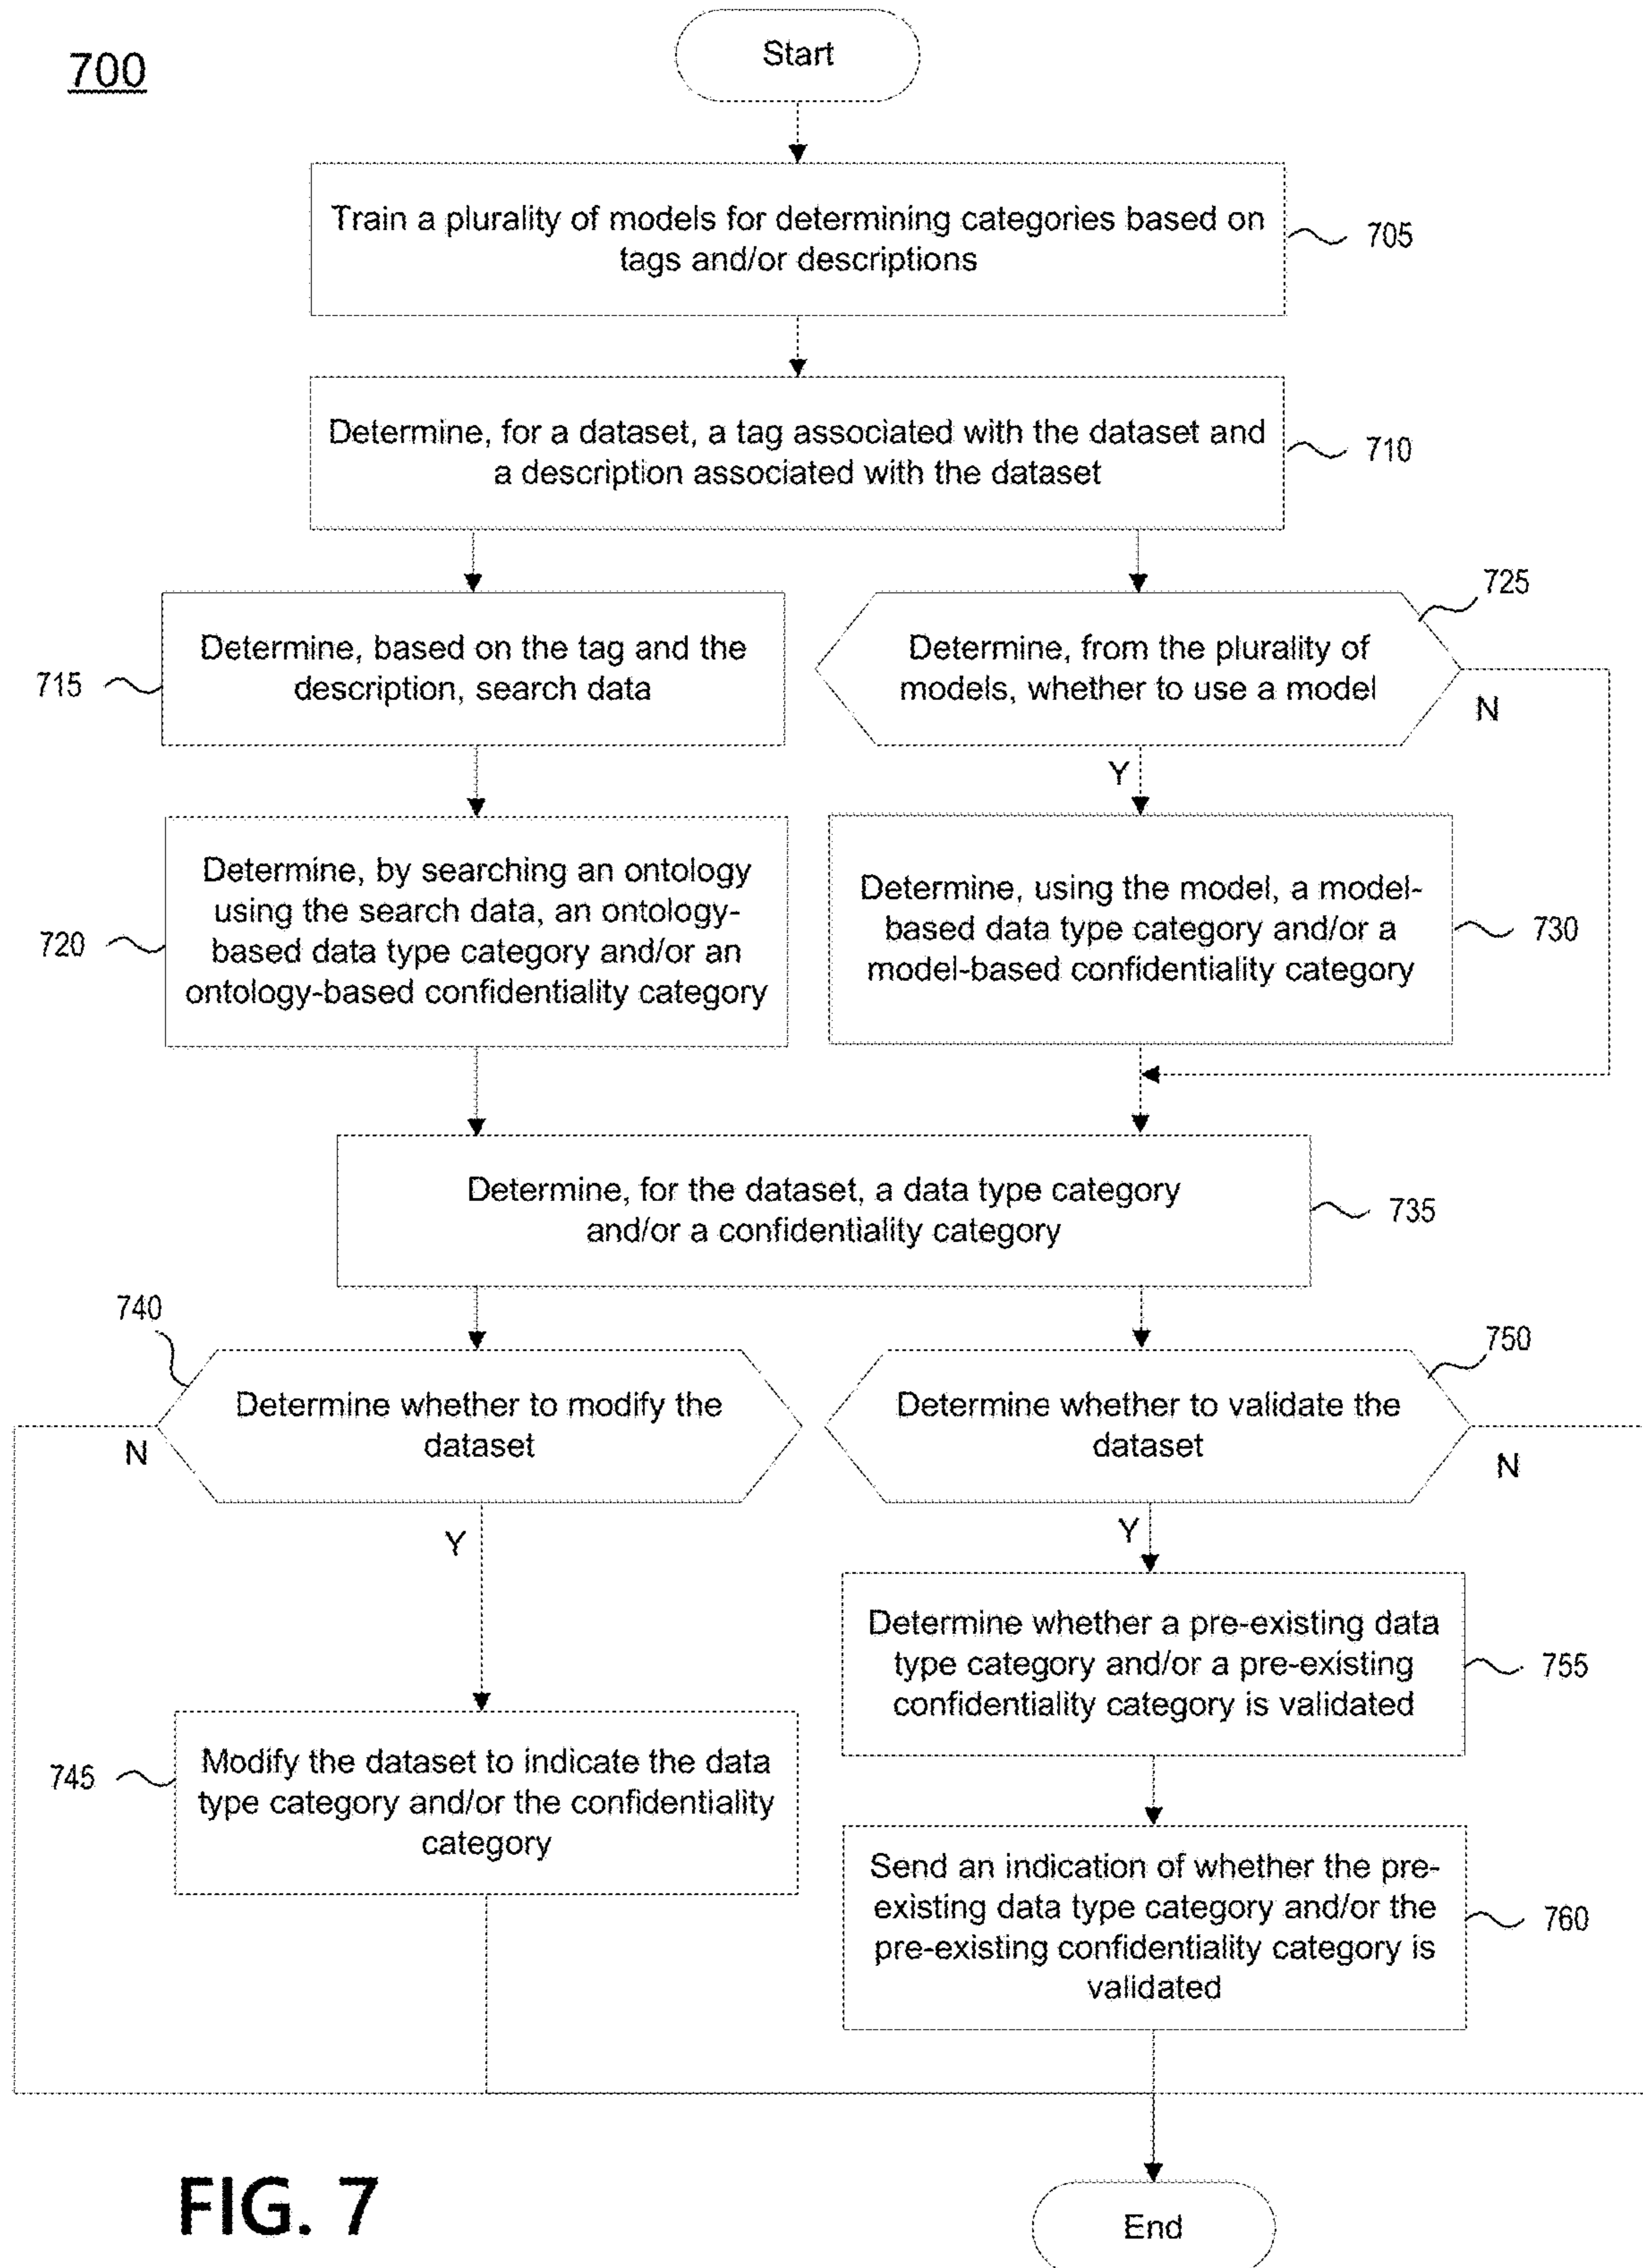 700
Start
Train a plurality of models for determining categories based on
tags and/or descriptions
705
Determine, for a dataset, a tag associated with the dataset and
a description associated with the dataset
710
Determine, based on the tag and the
description, search data
715
Determine, from the plurality of
models, whether to use a model
725
N
Y
Determine, by searching an ontology
using the search data, an ontology-
based data type category and/or an
ontology-based confidentiality category
720
Determine, using the model, a model-
based data type category and/or a
model-based confidentiality category
730
Determine, for the dataset, a data type category
and/or a confidentiality category
735
740
Determine whether to modify the
dataset
N
Y
750
Determine whether to validate the
dataset
N
Y
Modify the dataset to indicate the data
type category and/or the confidentiality
category
745
Determine whether a pre-existing data
type category and/or a pre-existing
confidentiality category is validated
755
Send an indication of whether the pre-
existing data type category and/or the
pre-existing confidentiality category is
validated
760
End
FIG. 7